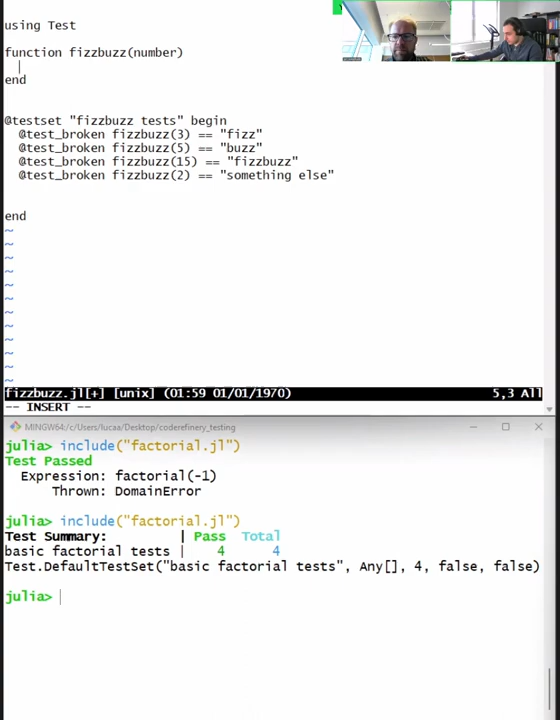 using Test
function fizzbuzz(number)
end
@testset "fizzbuzz tests" begin
@test_broken fizzbuzz(3) == "fizz"
@test_broken fizzbuzz(5) == "buzz"
@test_broken fizzbuzz(15) == "fizzbuzz"
@test_broken fizzbuzz(2) == "something else"
end
~
~
~
~
~
~
~
~
~
~
~
~
fizzbuzz.jl[+] [unix] (01:59 01/01/1970) 5,3 All
-- INSERT --
MINGW64:/c/Users/lucaa/Desktop/coderefinery_testing
julia> include("factorial.jl")
Test Passed
Expression: factorial(-1)
Thrown: DomainError
julia> include("factorial.jl")
Test Summary: | Pass Total
basic factorial tests | 4 4
Test.DefaultTestSet("basic factorial tests", Any[], 4, false, false)
julia>